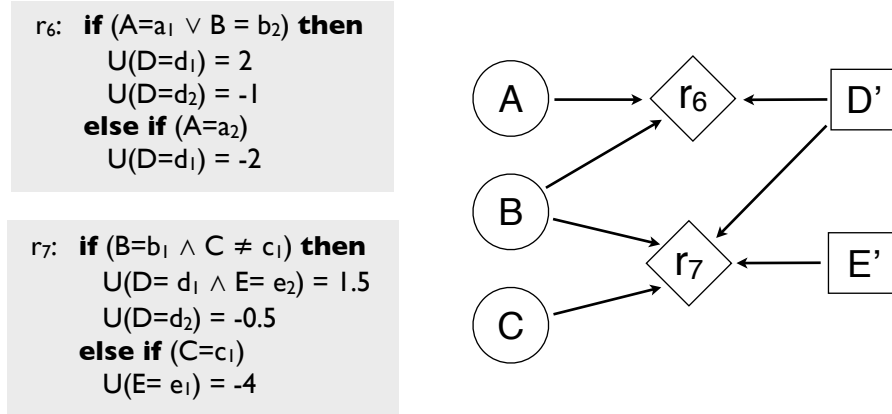 r₆: if (A=a₁ ∨ B = b₂) then
U(D=d₁) = 2
U(D=d₂) = -1
else if (A=a₂)
U(D=d₁) = -2
r₇: if (B=b₁ ∧ C ≠ c₁) then
U(D= d₁ ∧ E= e₂) = 1.5
U(D=d₂) = -0.5
else if (C=c₁)
U(E= e₁) = -4
A
r₆
D'
B
r₇
E'
C